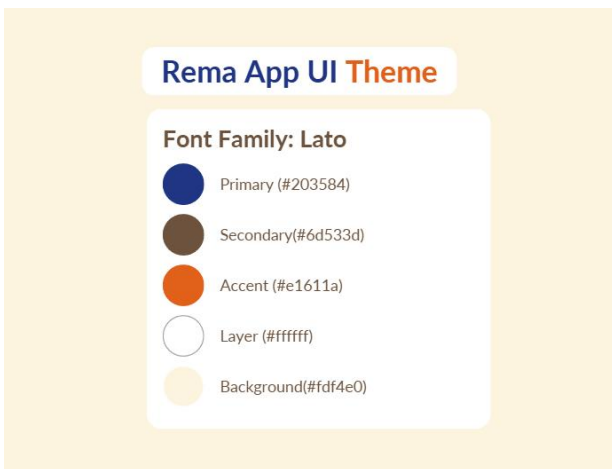 Rema App UI Theme
Font Family: Lato
Primary (#203584)
Secondary(#6d533d)
Accent (#e1611a)
Layer (#ffffff)
Background(#fdf4e0)